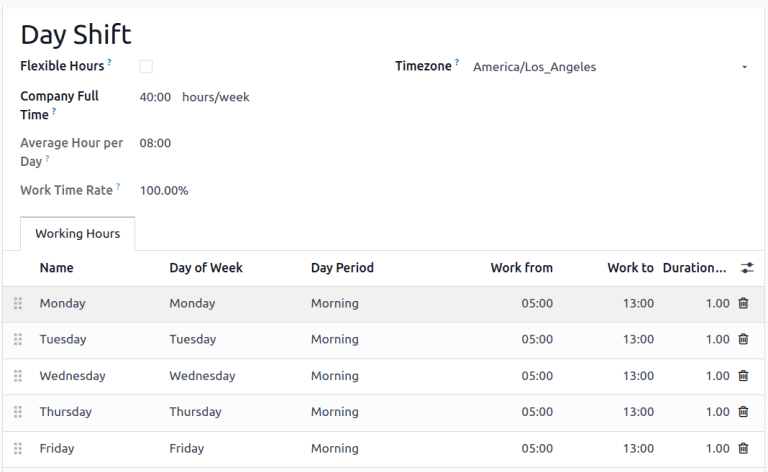 Day Shift
Flexible Hours ?
Timezone ? America/Los_Angeles
Company Full Time ? 40:00 hours/week
Average Hour per Day ? 08:00
Work Time Rate ? 100.00%
Working Hours
Name Day of Week Day Period Work from Work to Duration...
Monday Monday Morning 05:00 13:00 1.00
Tuesday Tuesday Morning 05:00 13:00 1.00
Wednesday Wednesday Morning 05:00 13:00 1.00
Thursday Thursday Morning 05:00 13:00 1.00
Friday Friday Morning 05:00 13:00 1.00